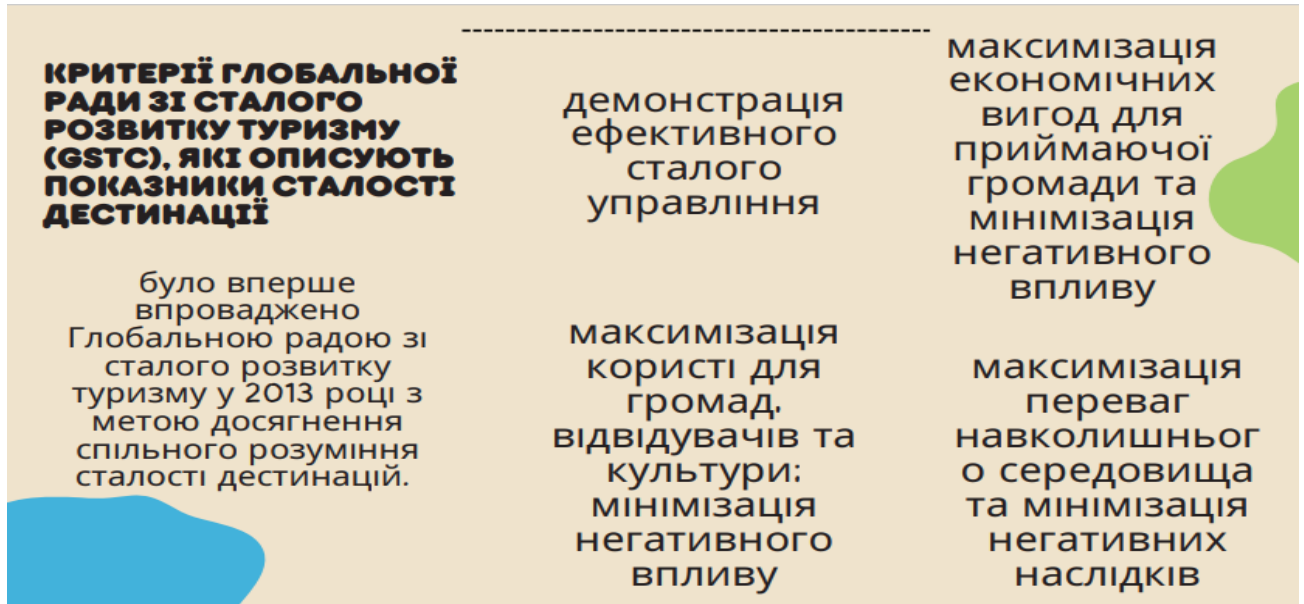 КРИТЕРІЇ ГЛОБАЛЬНОЇ
РАДИ ЗІ СТАЛОГО
РОЗВИТКУ ТУРИЗМУ
(GSTC), ЯКІ ОПИСУЮТЬ
ПОКАЗНИКИ СТАЛОСТІ
ДЕСТИНАЦІЇ
було вперше
впроваджено
Глобальною радою зі
сталого розвитку
туризму у 2013 році з
метою досягнення
спільного розуміння
сталості дестинацій.
демонстрація
ефективного
сталого
управління
максимізація
економічних
вигод для
приймаючої
громади та
мінімізація
негативного
впливу
максимізація
користі для
громад,
відвідувачів та
культури:
мінімізація
негативного
впливу
максимізація
переваг
навколишньог
о середовища
та мінімізація
негативних
наслідків